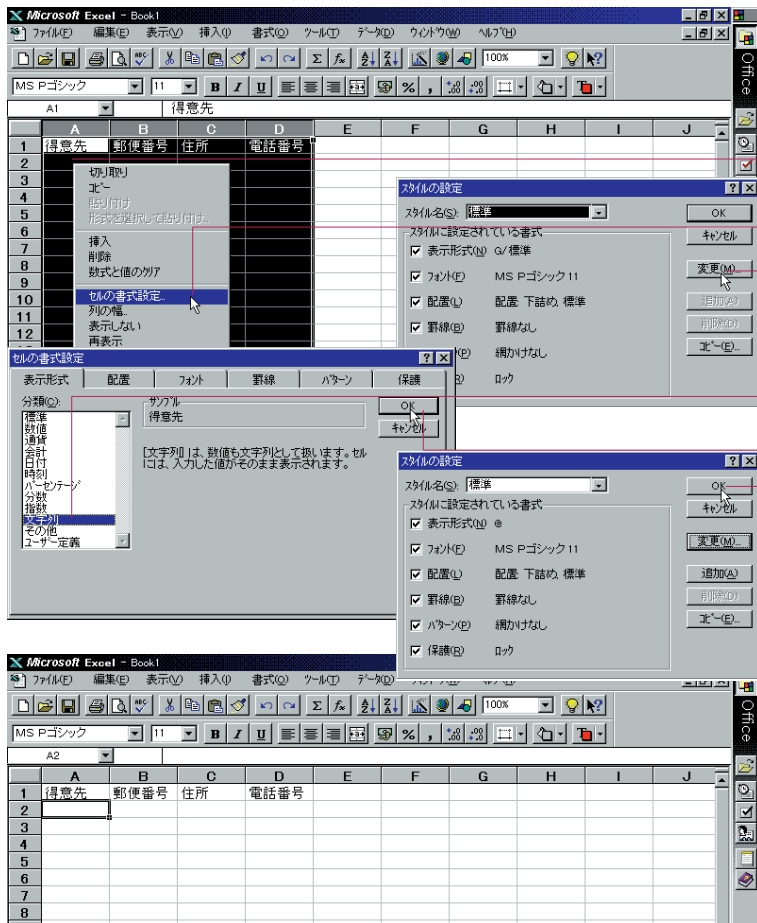 Microsoft Excel - Book1
ファイル(F) 編集(E) 表示(V) 挿入(I) 書式(O) ツール(T) データ(D) ウィンドウ(W) ヘルプ(H)
100%
MS Pゴシック 11 B I U % ,
Office
A1 得意先
A B C D E F G H I J
1 得意先 郵便番号 住所 電話番号
2
3
4
5
6
7
8
9
10
11
12
切り取り
コピー
貼り付け
形式を選択して貼り付け...
挿入
削除
数式と値のクリア
セルの書式設定...
列の幅...
表示しない
再表示
スタイルの設定
スタイル名(S): 標準
OK
キャンセル
変更(M)...
追加(A)
削除(D)
コピー(E)...
スタイルに設定されている書式
表示形式(N) G/標準
フォント(F) MS Pゴシック 11
配置(L) 配置: 下詰め, 標準
罫線(B) 罫線なし
(P) 網かけなし
ロック
セルの書式設定
表示形式 配置 フォント 罫線 パターン 保護
分類(C):
標準
数値
通貨
会計
日付
時刻
パーセンテージ
分数
指数
文字列
その他
ユーザー定義
サンプル
得意先
[文字列] は、数値も文字列として扱います。セル
には、入力した値がそのまま表示されます。
OK
キャンセル
スタイルの設定
スタイル名(S): 標準
OK
キャンセル
変更(M)...
追加(A)
削除(D)
コピー(E)...
スタイルに設定されている書式
表示形式(N) @
フォント(F) MS Pゴシック 11
配置(L) 配置: 下詰め, 標準
罫線(B) 罫線なし
パターン(P) 網かけなし
保護(R) ロック
Microsoft Excel - Book1
ファイル(F) 編集(E) 表示(V) 挿入(I) 書式(O) ツール(T) データ(D)
100%
MS Pゴシック 11 B I U % ,
Office
A2
A B C D E F G H I J
1 得意先 郵便番号 住所 電話番号
2
3
4
5
6
7
8